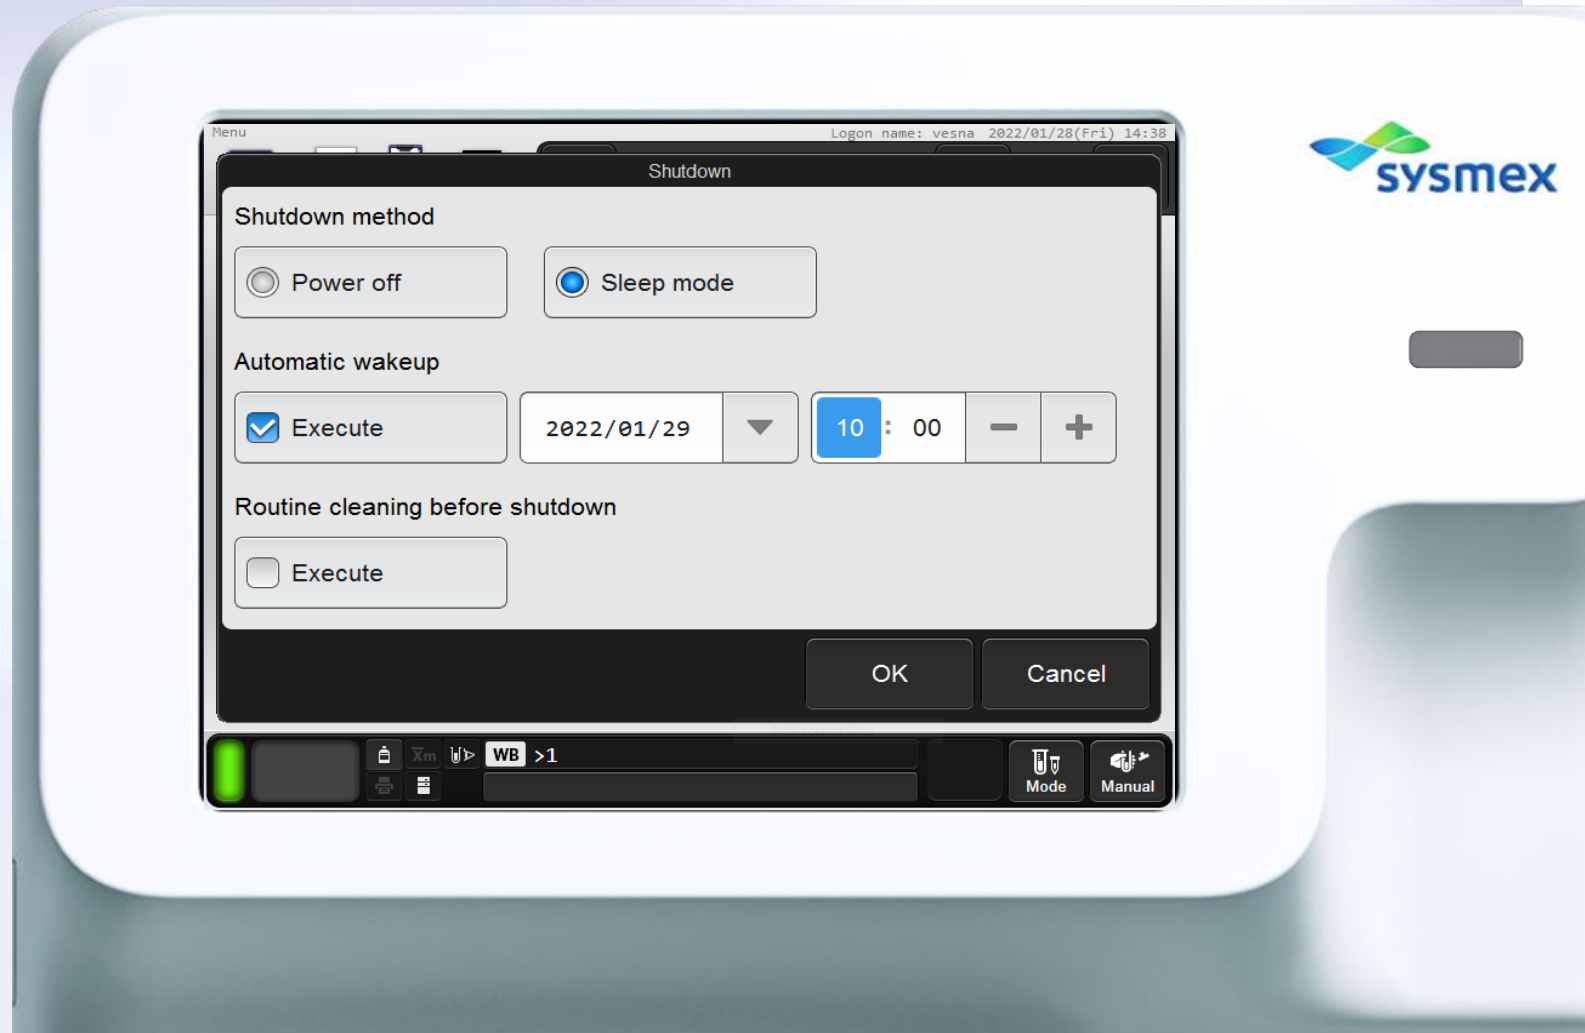 Menu
Logon name: vesna 2022/01/28(Fri) 14:38
sysmex
Shutdown
Shutdown method
Power off
Sleep mode
Automatic wakeup
Execute
2022/01/29
10 : 00
Routine cleaning before shutdown
Execute
OK
Cancel
Xm
WB >1
Mode
Manual